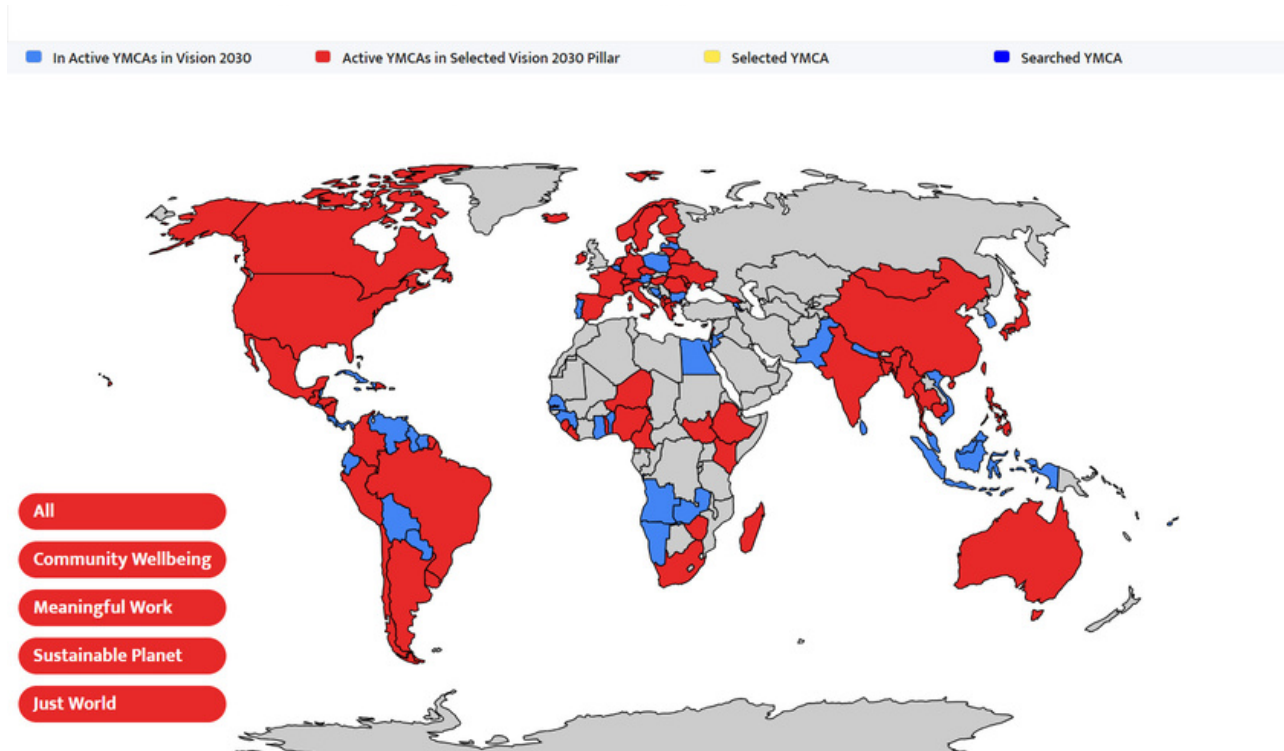 In Active YMCAs in Vision 2030
Active YMCAs in Selected Vision 2030 Pillar
Selected YMCA
Searched YMCA
All
Community Wellbeing
Meaningful Work
Sustainable Planet
Just World